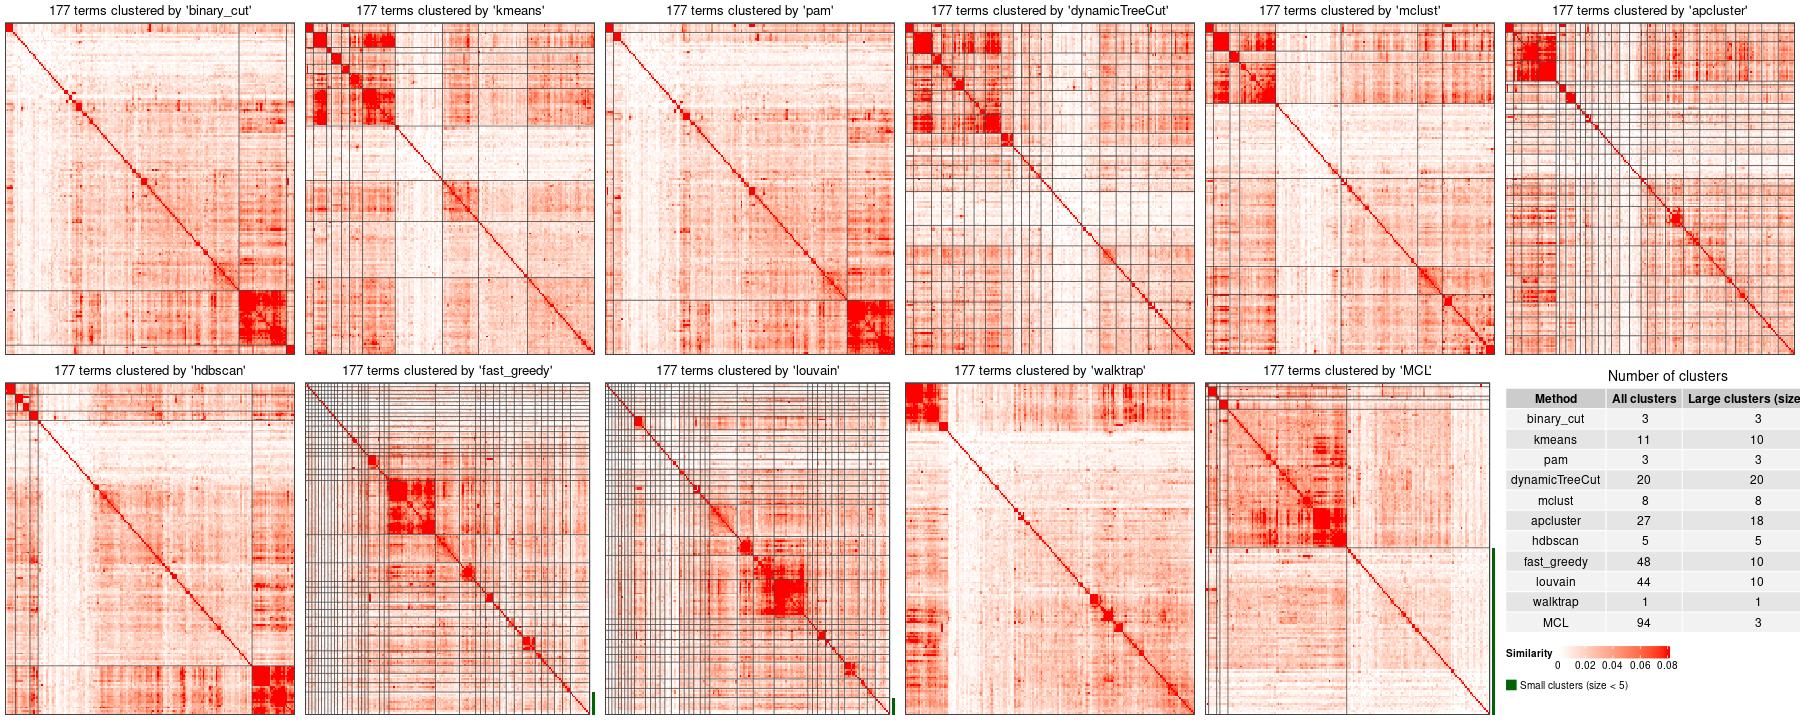 177 terms clustered by 'binary_cut'
177 terms clustered by 'kmeans'
177 terms clustered by 'pam'
177 terms clustered by 'dynamicTreeCut'
177 terms clustered by 'mclust'
177 terms clustered by 'apcluster'
177 terms clustered by 'hdbscan'
177 terms clustered by 'fast_greedy'
177 terms clustered by 'louvain'
177 terms clustered by 'walktrap'
177 terms clustered by 'MCL'
Number of clusters
Method All clusters Large clusters (size
binary_cut 3 3
kmeans 11 10
pam 3 3
dynamicTreeCut 20 20
mclust 8 8
apcluster 27 18
hdbscan 5 5
fast_greedy 48 10
louvain 44 10
walktrap 1 1
MCL 94 3
Similarity
0 0.02 0.04 0.06 0.08
Small clusters (size < 5)